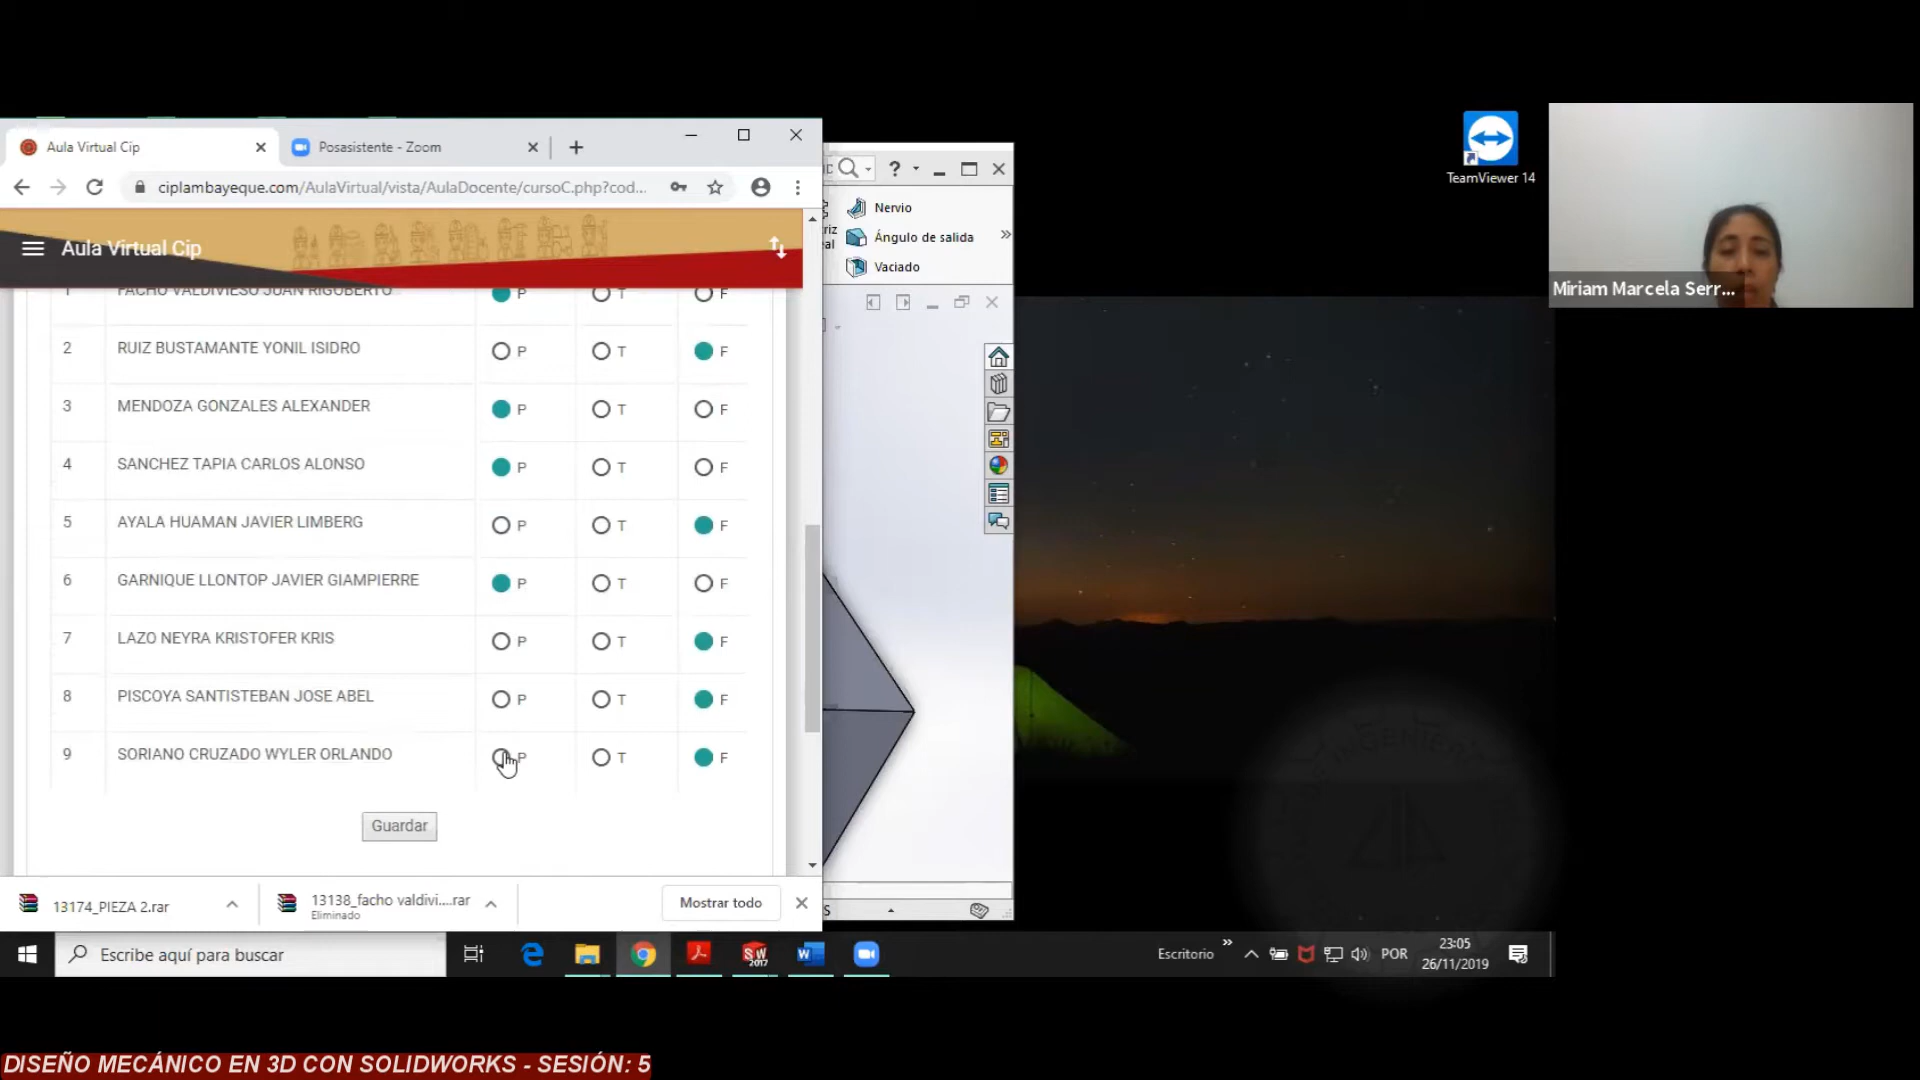 Aula Virtual Cip
Posasistente - Zoom
ciplambayeque.com/AulaVirtual/vista/AulaDocente/cursoC.php?cod...
Aula Virtual Cip
1 FACHO VALDIVIESO JUAN RIGOBERTO P T F
2 RUIZ BUSTAMANTE YONIL ISIDRO P T F
3 MENDOZA GONZALES ALEXANDER P T F
4 SANCHEZ TAPIA CARLOS ALONSO P T F
5 AYALA HUAMAN JAVIER LIMBERG P T F
6 GARNIQUE LLONTOP JAVIER GIAMPIERRE P T F
7 LAZO NEYRA KRISTOFER KRIS P T F
8 PISCOYA SANTISTEBAN JOSE ABEL P T F
9 SORIANO CRUZADO WYLER ORLANDO P T F
Guardar
13174_PIEZA 2.rar
13138_facho valdivi....rar
Eliminado
Mostrar todo
Nervio
Ángulo de salida
Vaciado
TeamViewer 14
Miriam Marcela Serr...
Escribe aquí para buscar
SW
2017
Escritorio
POR
23:05
26/11/2019
DISEÑO MECÁNICO EN 3D CON SOLIDWORKS - SESIÓN: 5